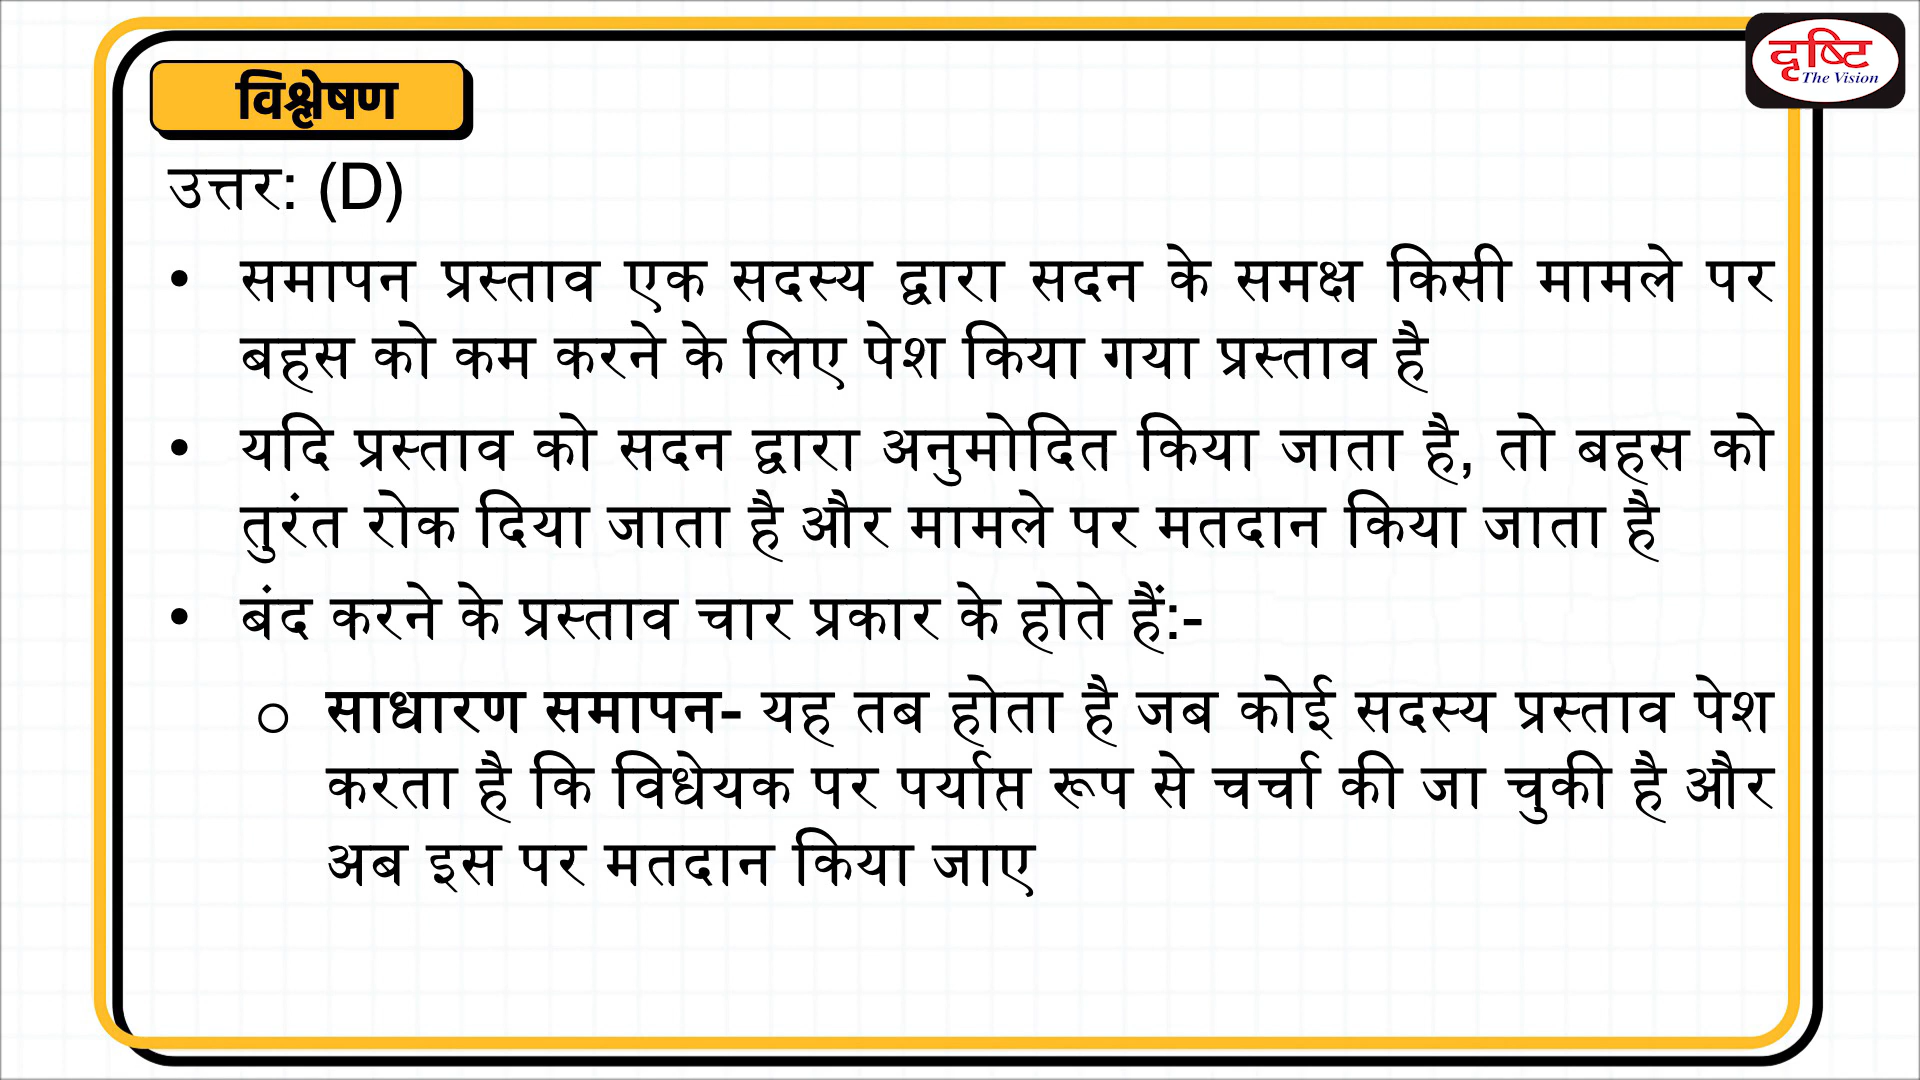 दृष्टि
The Vision
विश्लेषण
उत्तर: (D)
• समापन प्रस्ताव एक सदस्य द्वारा सदन के समक्ष किसी मामले पर
बहस को कम करने के लिए पेश किया गया प्रस्ताव है
• यदि प्रस्ताव को सदन द्वारा अनुमोदित किया जाता है, तो बहस को
तुरंत रोक दिया जाता है और मामले पर मतदान किया जाता है
• बंद करने के प्रस्ताव चार प्रकार के होते हैं:-
o साधारण समापन- यह तब होता है जब कोई सदस्य प्रस्ताव पेश
करता है कि विधेयक पर पर्याप्त रूप से चर्चा की जा चुकी है और
अब इस पर मतदान किया जाए